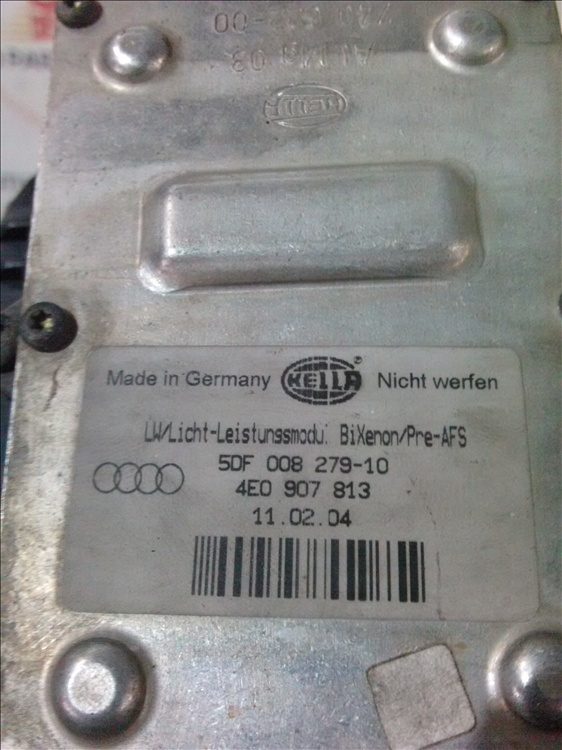 Made in Germany HELLA ® Nicht werfen
LW/Licht-Leistungsmodul BiXenon/Pre-AFS
5DF 008 279-10
4E0 907 813
11.02.04
HELLA